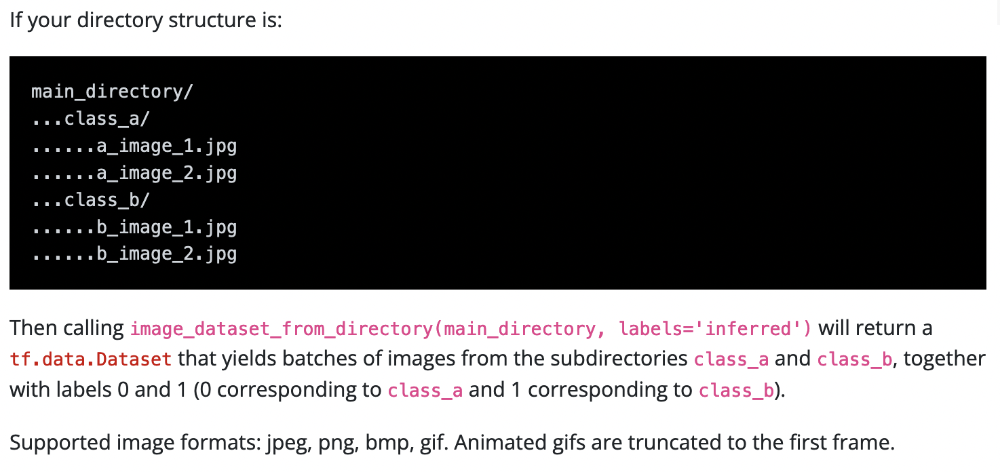 If your directory structure is:
main_directory/
...class_a/
......a_image_1.jpg
......a_image_2.jpg
...class_b/
......b_image_1.jpg
......b_image_2.jpg
Then calling image_dataset_from_directory(main_directory, labels='inferred') will return a
tf.data.Dataset that yields batches of images from the subdirectories class_a and class_b, together
with labels 0 and 1 (0 corresponding to class_a and 1 corresponding to class_b).
Supported image formats: jpeg, png, bmp, gif. Animated gifs are truncated to the first frame.